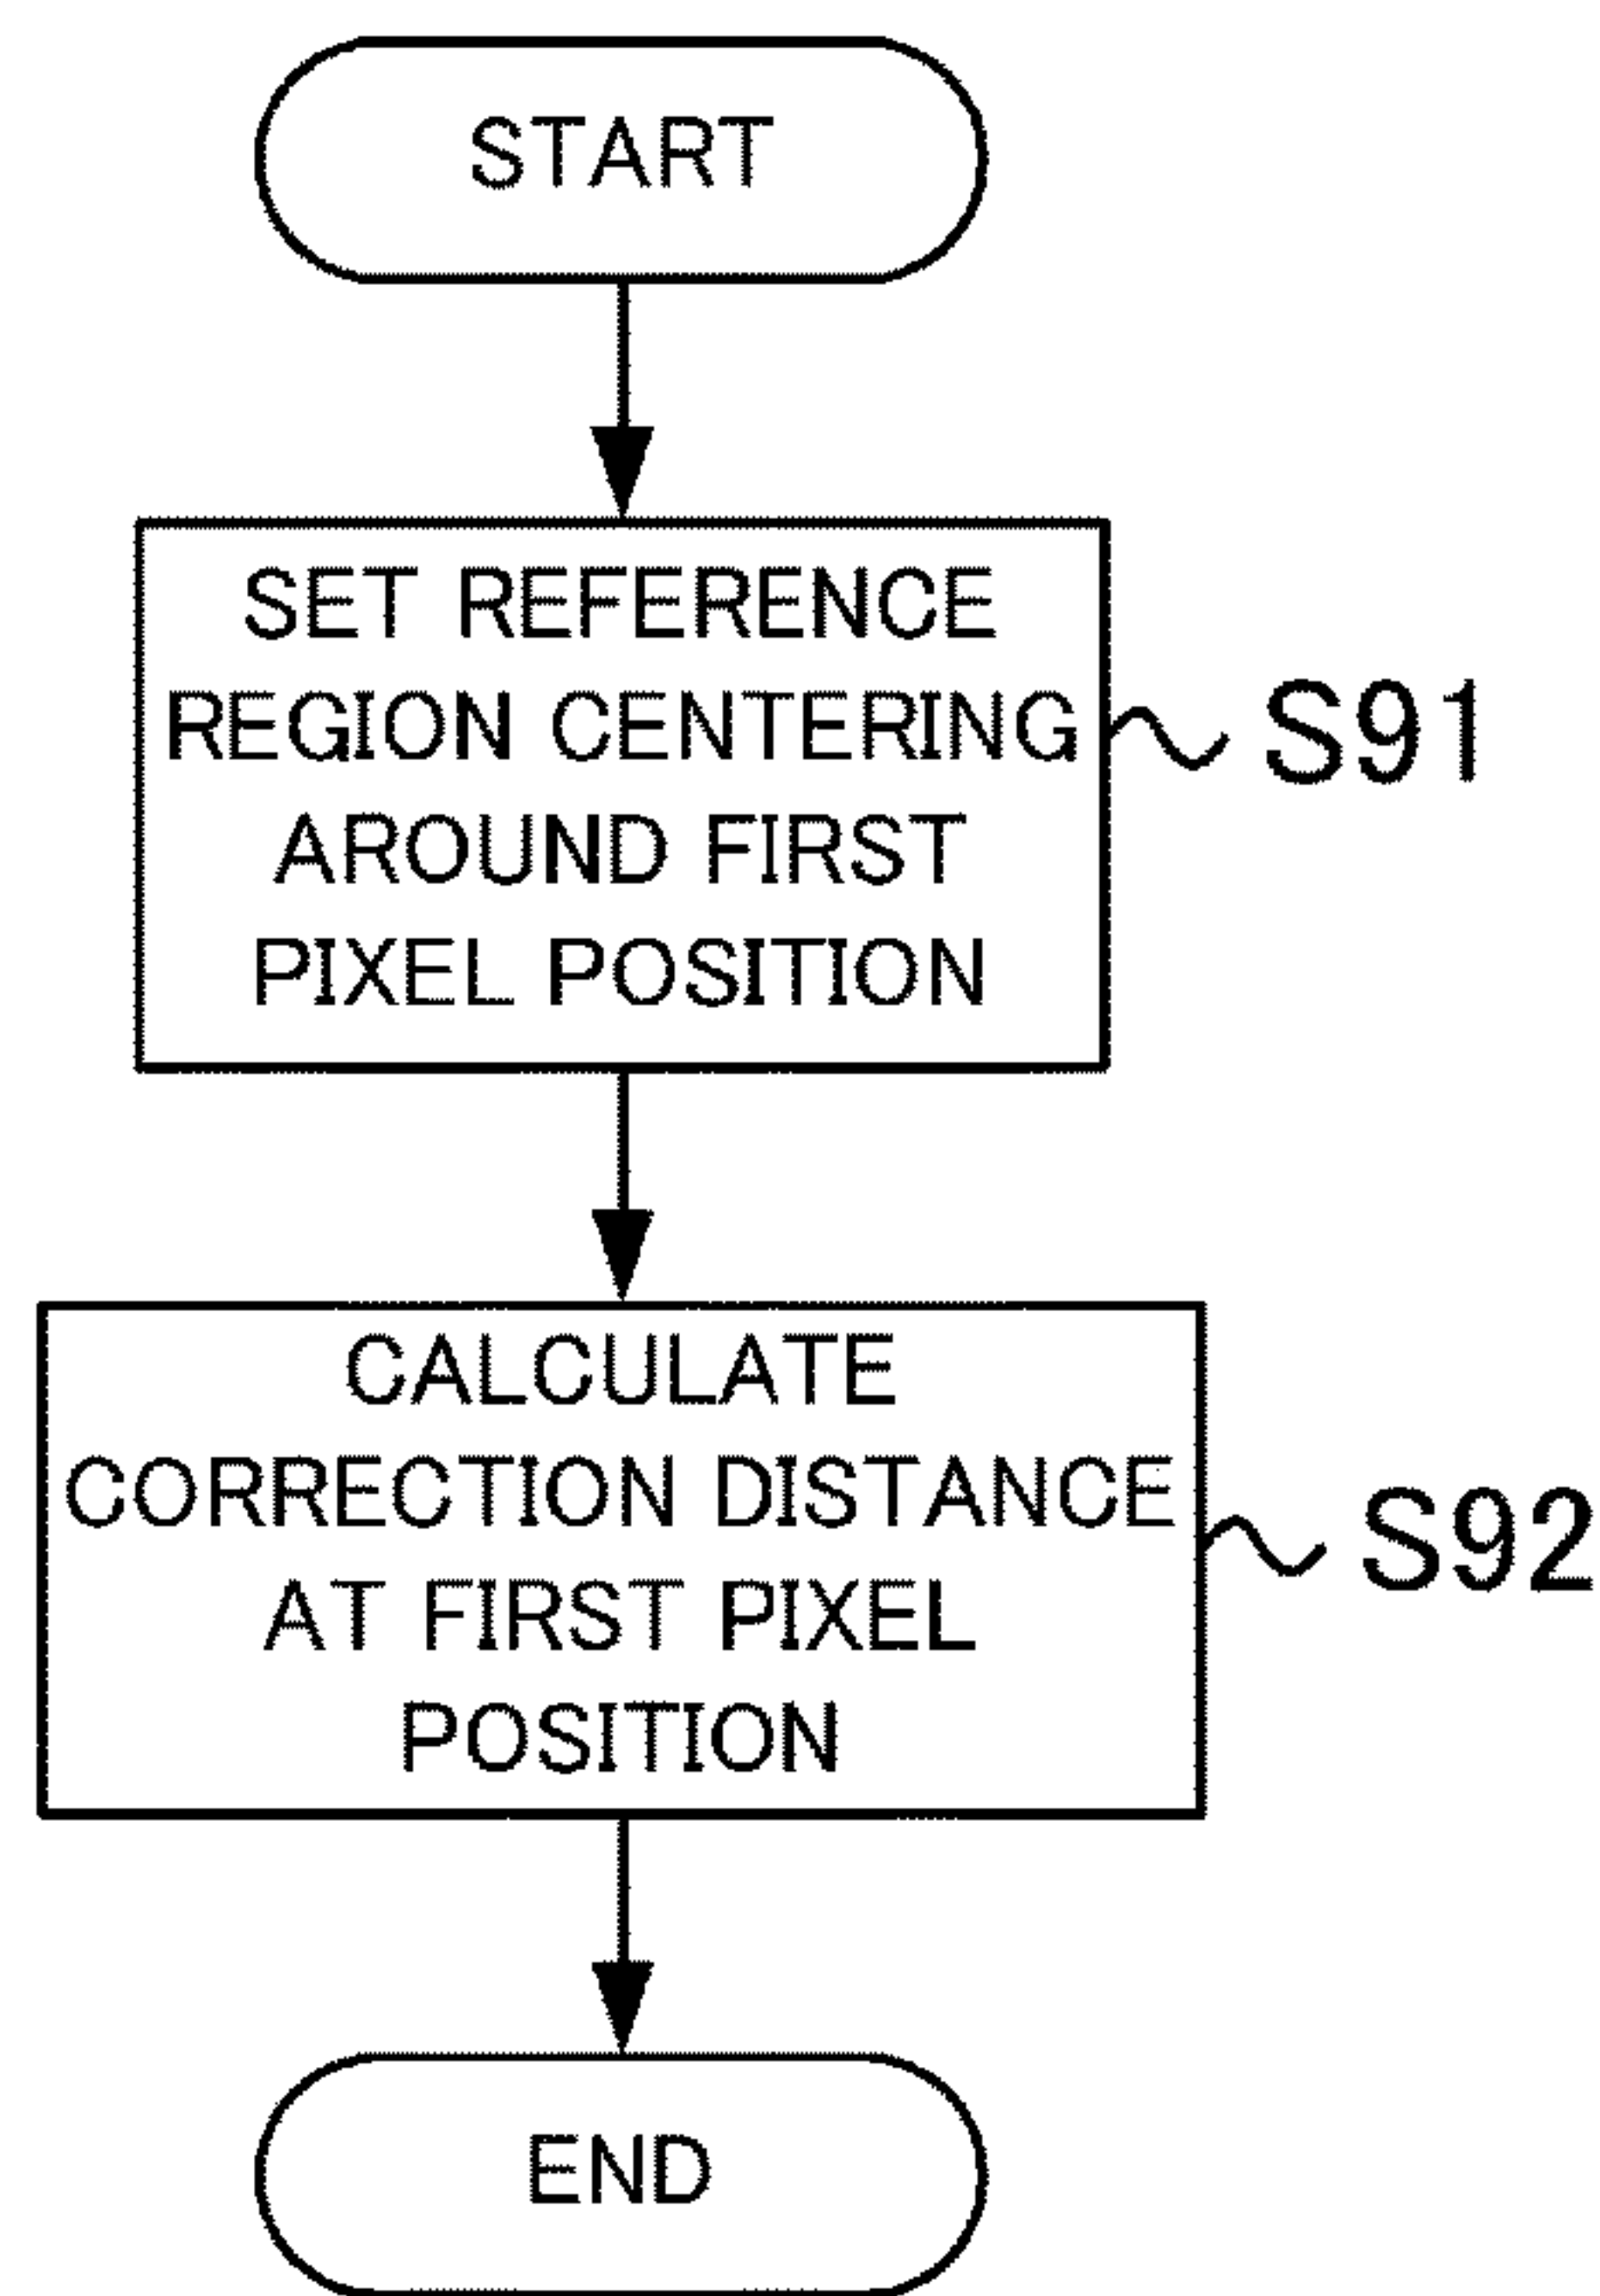 START
SET REFERENCE
REGION CENTERING
AROUND FIRST
PIXEL POSITION
S91
CALCULATE
CORRECTION DISTANCE
AT FIRST PIXEL
POSITION
S92
END